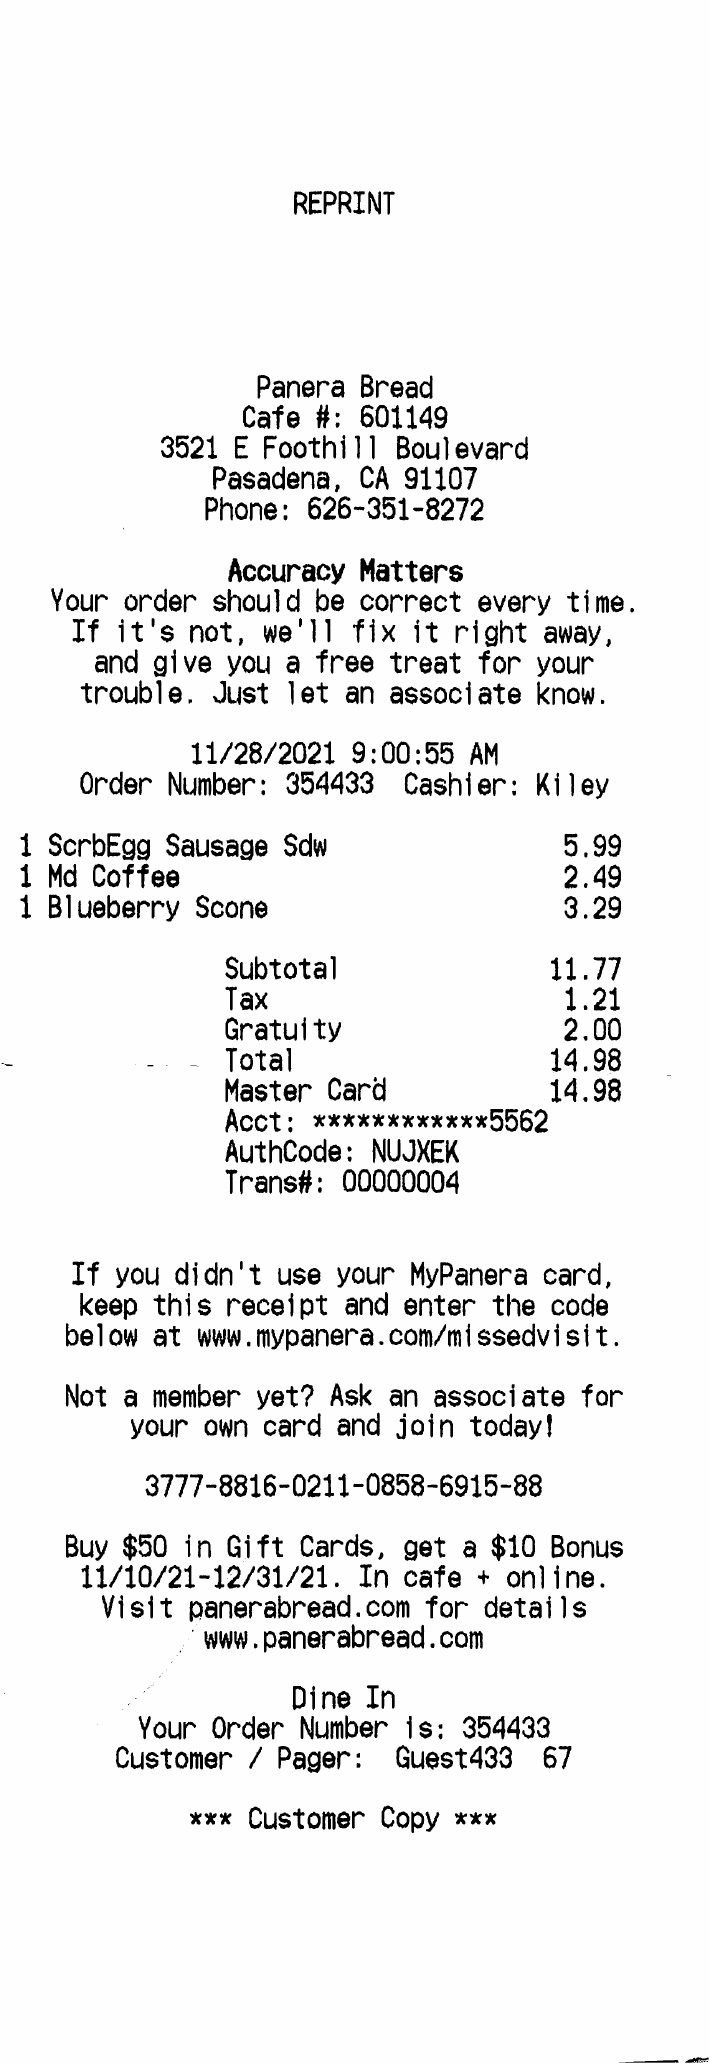 REPRINT
Panera Bread
Cafe #: 601149
3521 E Foothill Boulevard
Pasadena, CA 91107
Phone: 626-351-8272
Accuracy Matters
Your order should be correct every time.
If it's not, we'll fix it right away,
and give you a free treat for your
trouble. Just let an associate know.
11/28/2021 9:00:55 AM
Order Number: 354433 Cashier: Kiley
1 ScrbEgg Sausage Sdw 5.99
1 Md Coffee 2.49
1 Blueberry Scone 3.29
Subtotal 11.77
Tax 1.21
Gratuity 2.00
Total 14.98
Master Card 14.98
Acct: ************5562
AuthCode: NUJXEK
Trans#: 00000004
If you didn't use your MyPanera card,
keep this receipt and enter the code
below at www.mypanera.com/missedvisit.
Not a member yet? Ask an associate for
your own card and join today!
3777-8816-0211-0858-6915-88
Buy $50 in Gift Cards, get a $10 Bonus
11/10/21-12/31/21. In cafe + online.
Visit panerabread.com for details
www.panerabread.com
Dine In
Your Order Number is: 354433
Customer / Pager: Guest433 67
*** Customer Copy ***